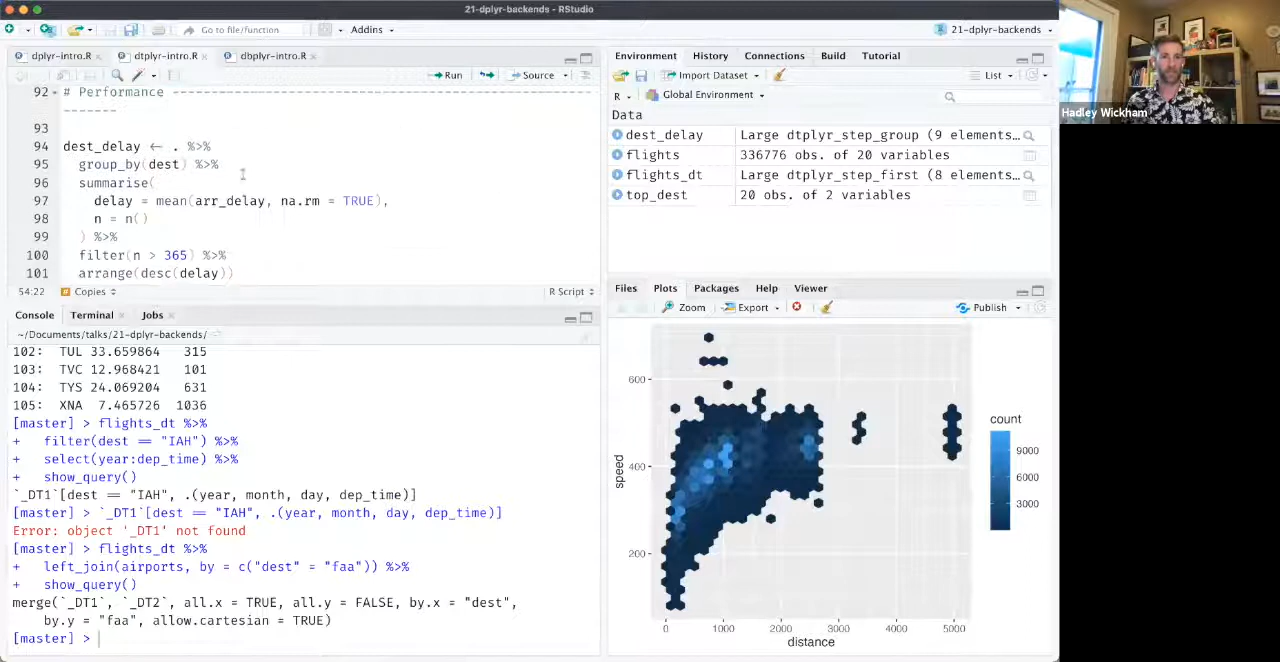 21-dplyr-backends - RStudio
Go to file/function
Addins
21-dplyr-backends
dplyr-intro.R
dtplyr-intro.R
dbplyr-intro.R
Run
Source
92 # Performance ----------------------------------------------------------
-------
93
94 dest_delay ← . %>%
95 group_by(dest) %>%
96 summarise(
97 delay = mean(arr_delay, na.rm = TRUE),
98 n = n()
99 ) %>%
100 filter(n > 365) %>%
101 arrange(desc(delay))
54:22 # Copies
R Script
Console Terminal Jobs
~/Documents/talks/21-dplyr-backends/
102: TUL 33.659864 315
103: TVC 12.968421 101
104: TYS 24.069204 631
105: XNA 7.465726 1036
[master] > flights_dt %>%
+ filter(dest == "IAH") %>%
+ select(year:dep_time) %>%
+ show_query()
`_DT1`[dest == "IAH", .(year, month, day, dep_time)]
[master] > `_DT1`[dest == "IAH", .(year, month, day, dep_time)]
Error: object '_DT1' not found
[master] > flights_dt %>%
+ left_join(airports, by = c("dest" = "faa")) %>%
+ show_query()
merge(`_DT1`, `_DT2`, all.x = TRUE, all.y = FALSE, by.x = "dest",
by.y = "faa", allow.cartesian = TRUE)
[master] >
Environment History Connections Build Tutorial
Import Dataset
List
R
Global Environment
Data
dest_delay Large dtplyr_step_group (9 elements…
flights 336776 obs. of 20 variables
flights_dt Large dtplyr_step_first (8 elements…
top_dest 20 obs. of 2 variables
Files Plots Packages Help Viewer
Zoom Export Publish
600
400
200
speed
0 1000 2000 3000 4000 5000
distance
count
9000
6000
3000
Hadley Wickham